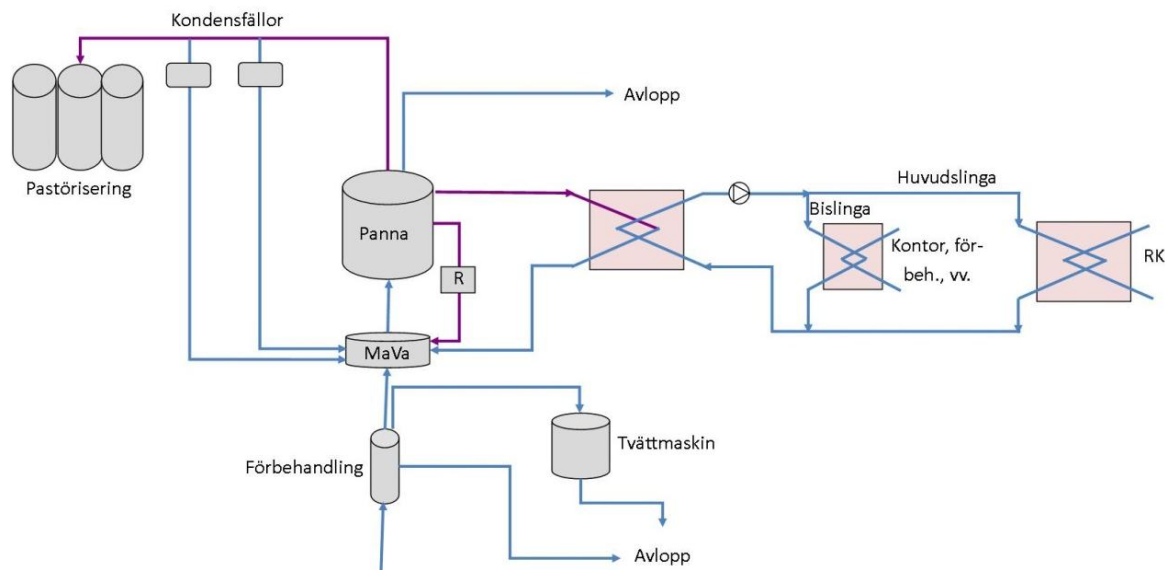 Kondensfällor
Avlopp
Pastörisering
Huvudslinga
Bislinga
Panna
Kontor, för-
beh., vv.
RK
R
MaVa
Tvättmaskin
Förbehandling
Avlopp